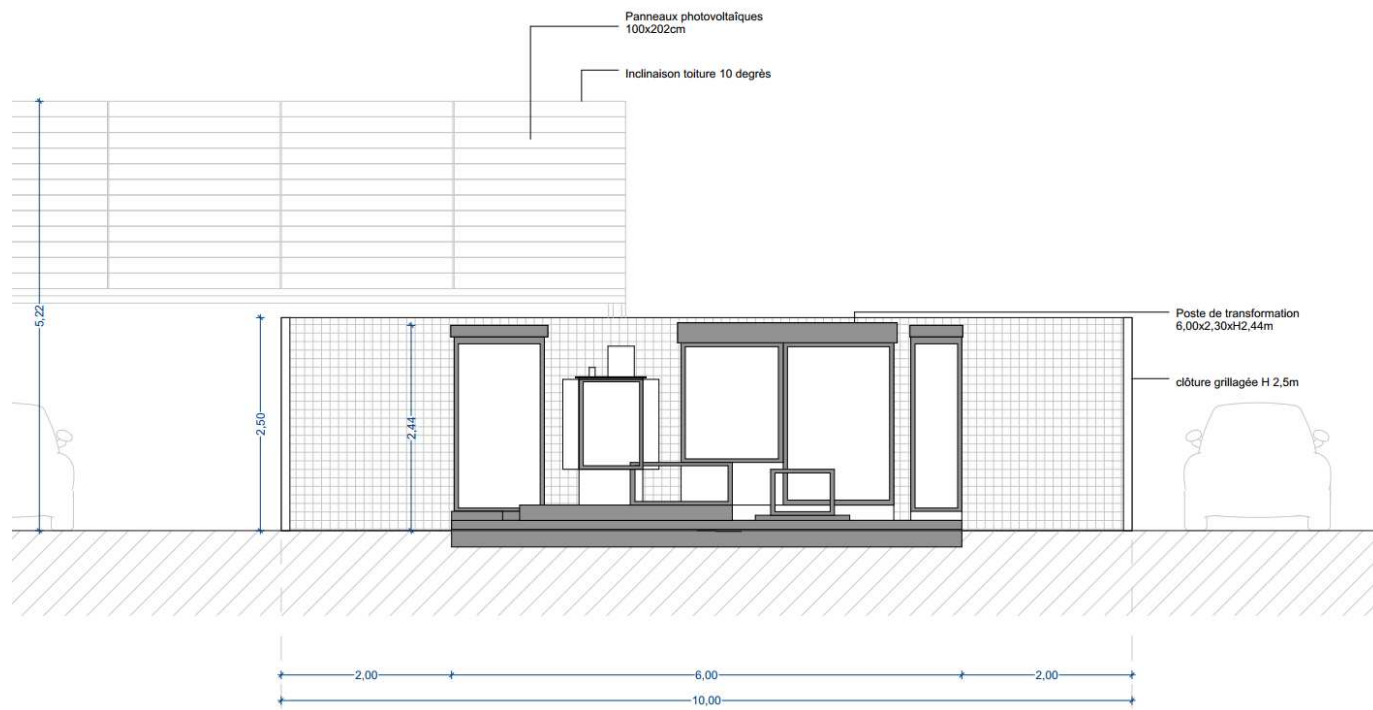 Panneaux photovoltaîques
100x202cm
Inclinaison toiture 10 degrès
5,22
2,50
2,44
Poste de transformation
6,00x2,30xH2,44m
clôture grillagée H 2,5m
2,00
6,00
2,00
10,00